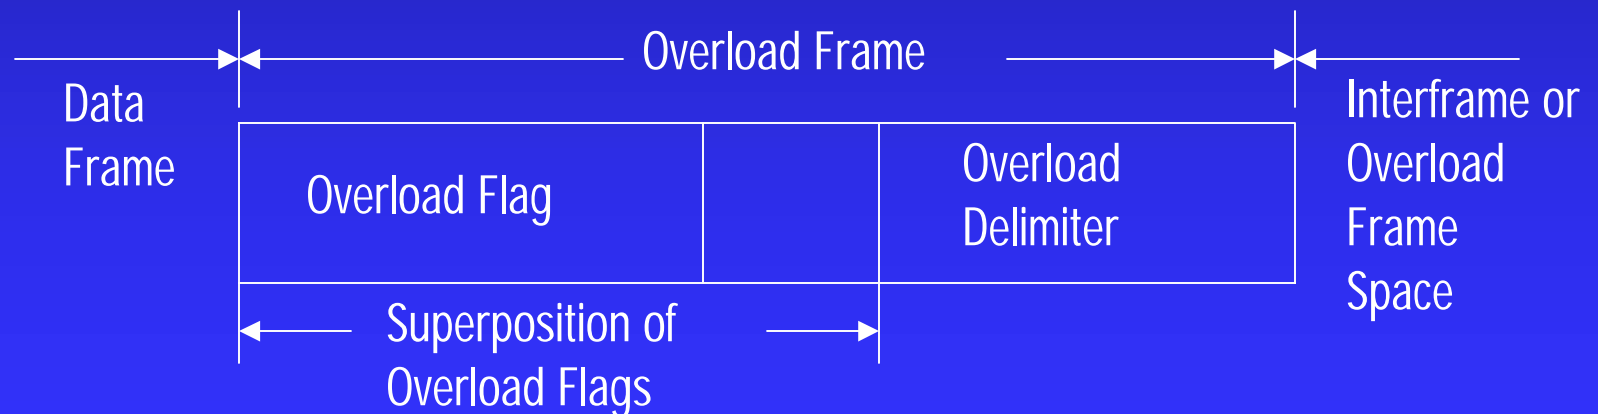 Overload Frame
Data
Frame
Interframe or
Overload
Frame
Space
Overload Flag
Overload
Delimiter
Superposition of
Overload Flags